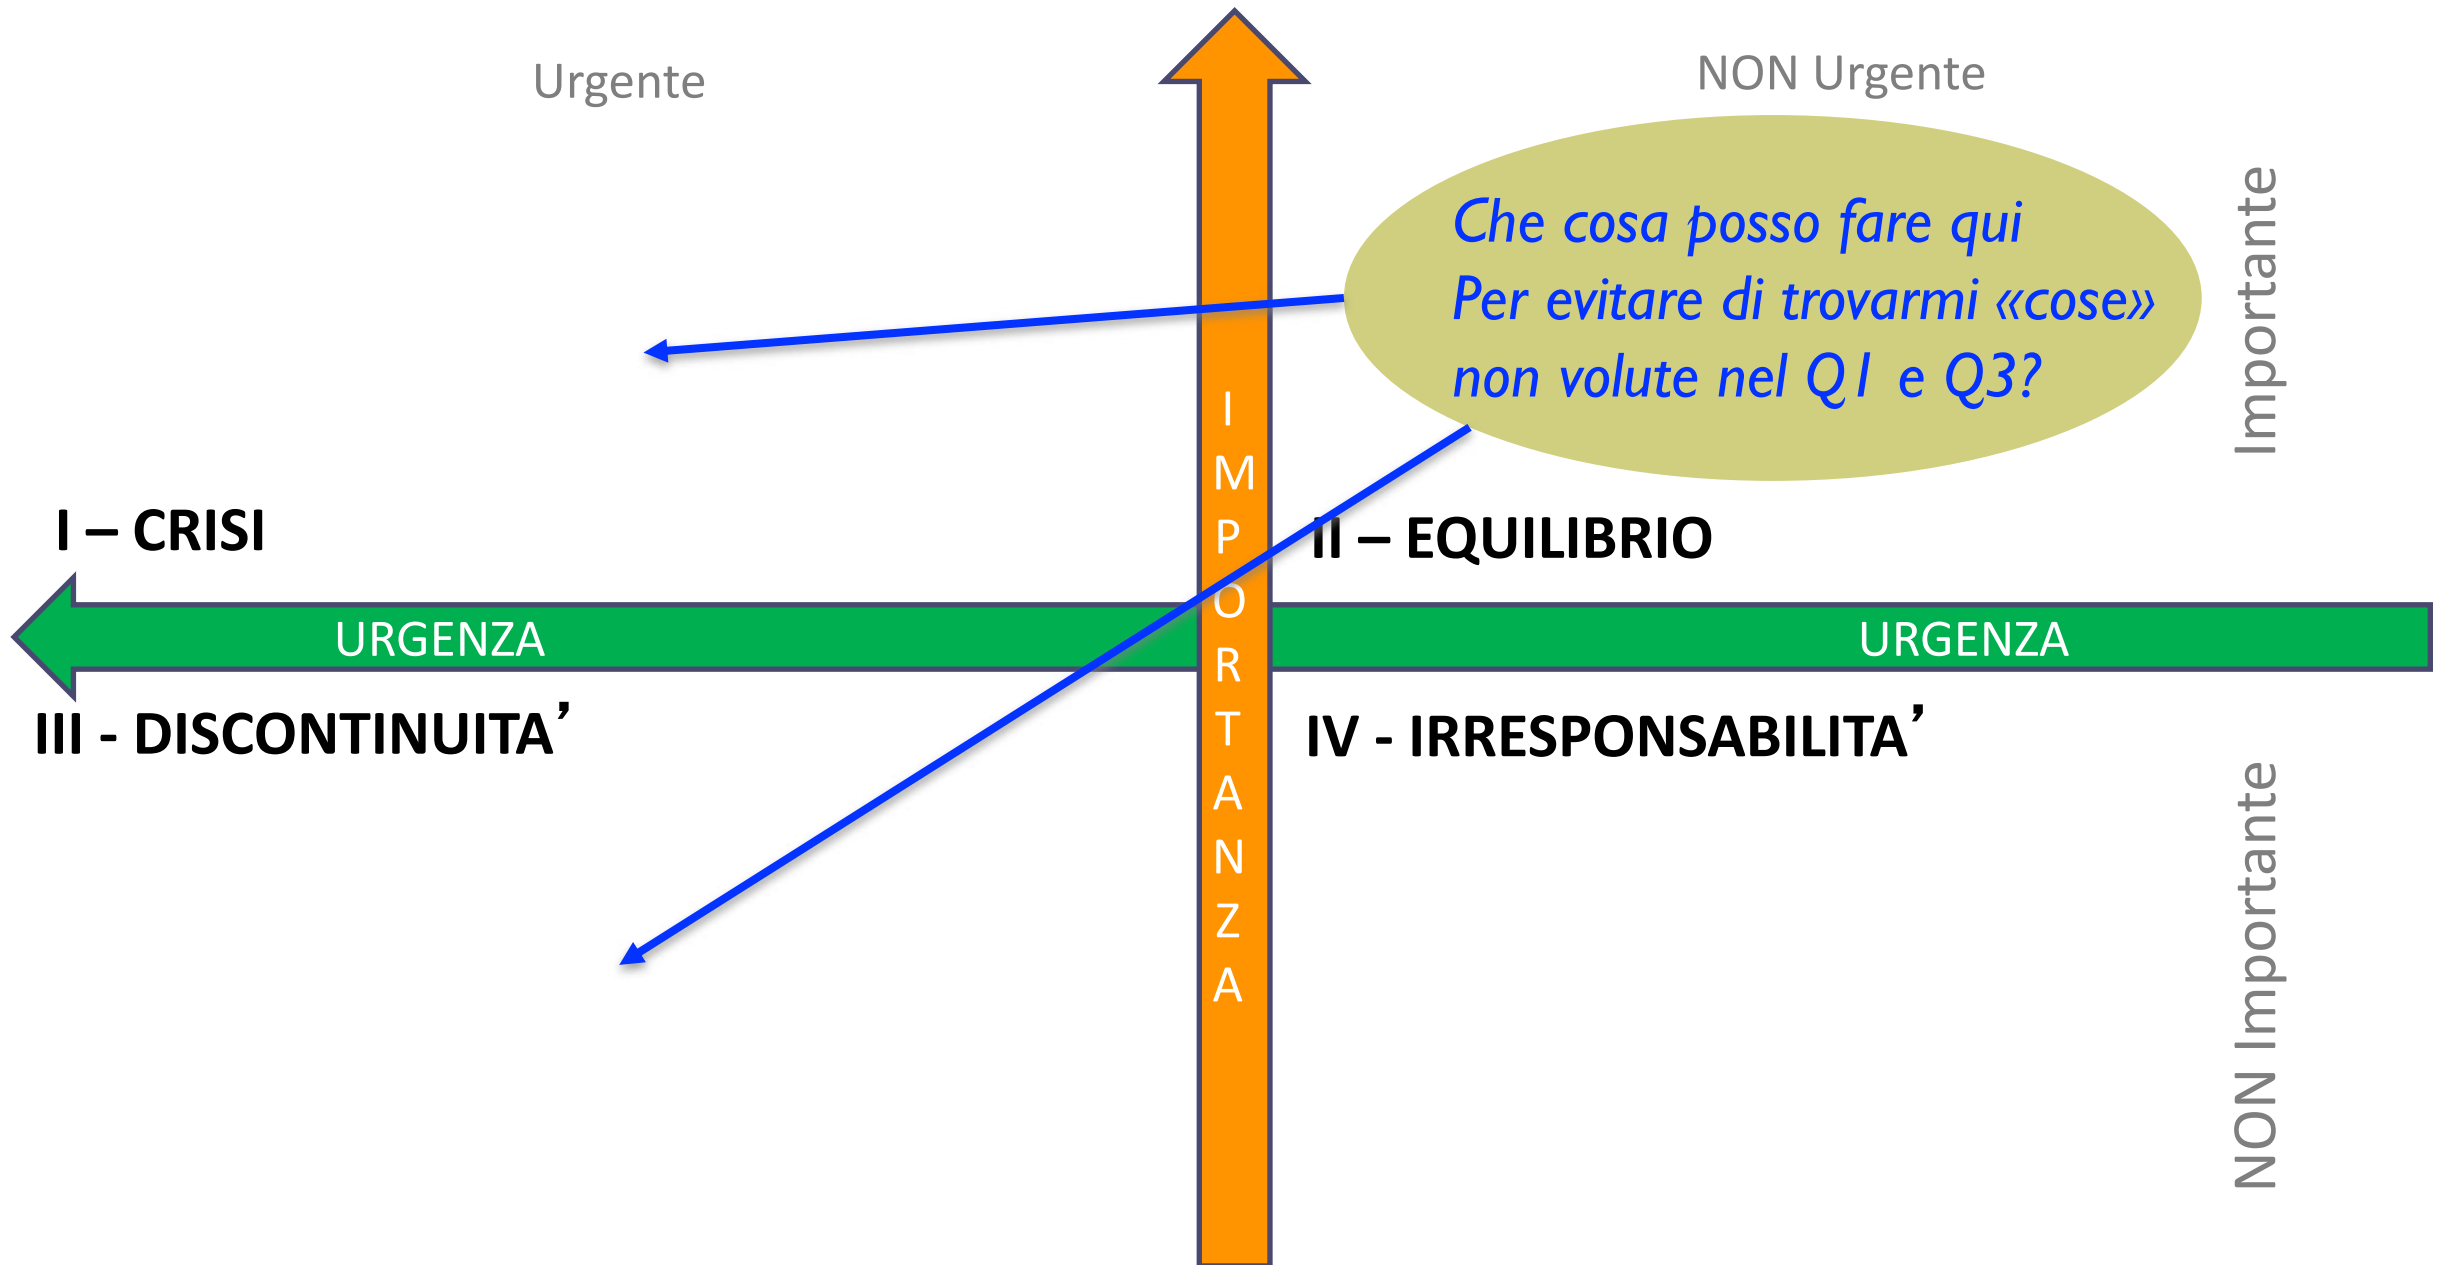 Urgente
NON Urgente
Che cosa posso fare qui
Per evitare di trovarmi «cose»
non volute nel Q1 e Q3?
Importante
I – CRISI
II – EQUILIBRIO
IMPORTANZA
URGENZA
URGENZA
III - DISCONTINUITA’
IV - IRRESPONSABILITA’
NON Importante